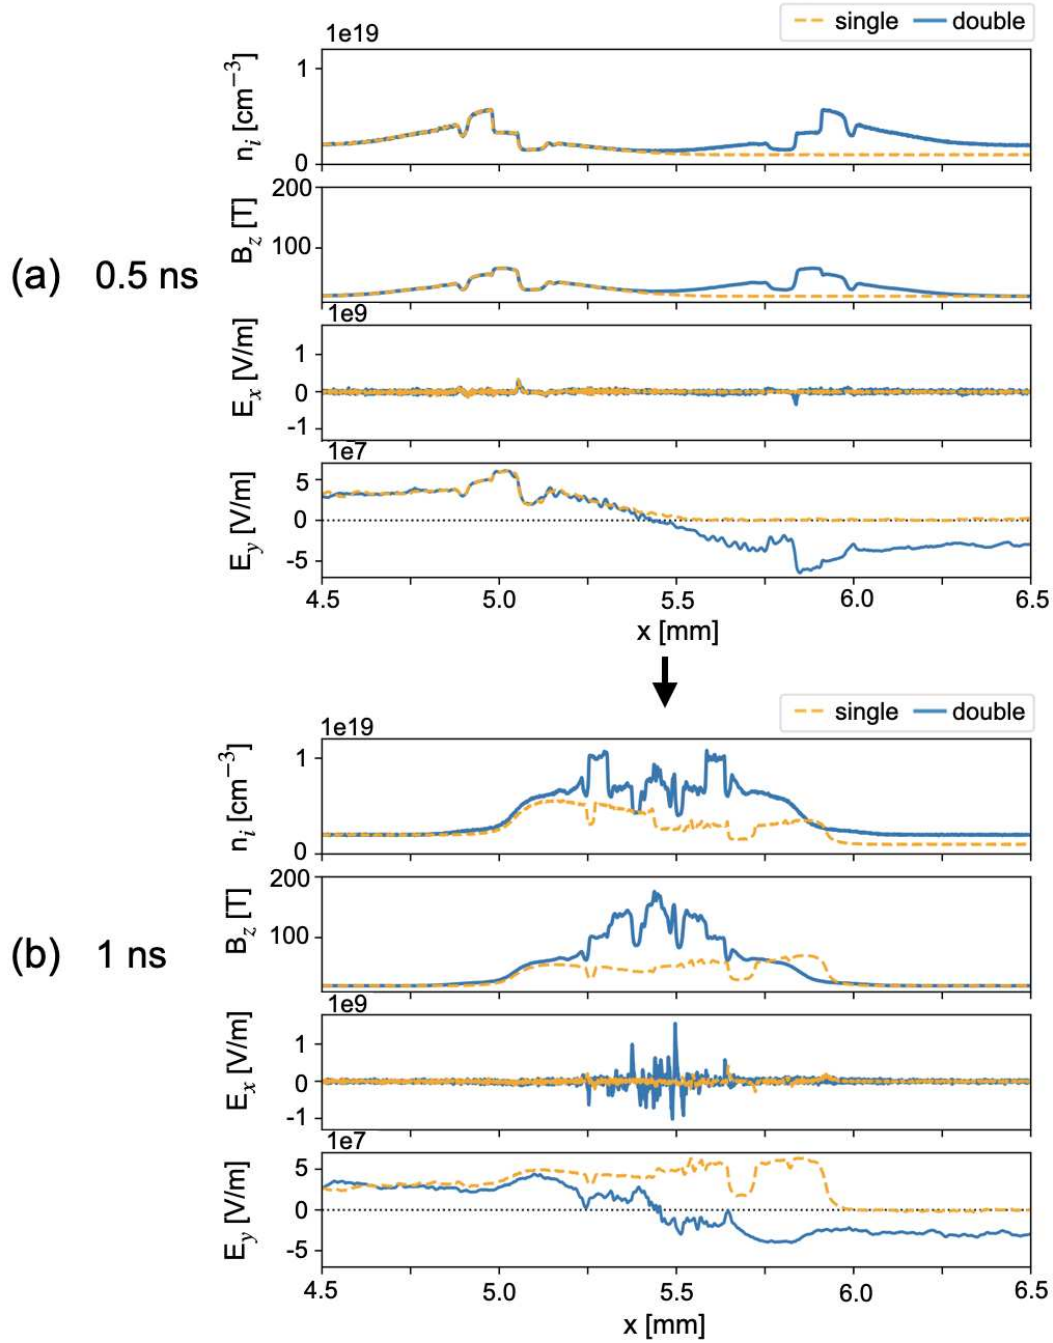 single double
1e19
1
0
n_i [cm^{-3}]
200
100
B_z [T]
1e9
1
0
-1
E_x [V/m]
1e7
5
0
-5
E_y [V/m]
(a) 0.5 ns
4.5 5.0 5.5 6.0 6.5
x [mm]
single double
1e19
1
0
n_i [cm^{-3}]
200
100
B_z [T]
1e9
1
0
-1
E_x [V/m]
1e7
5
0
-5
E_y [V/m]
(b) 1 ns
4.5 5.0 5.5 6.0 6.5
x [mm]